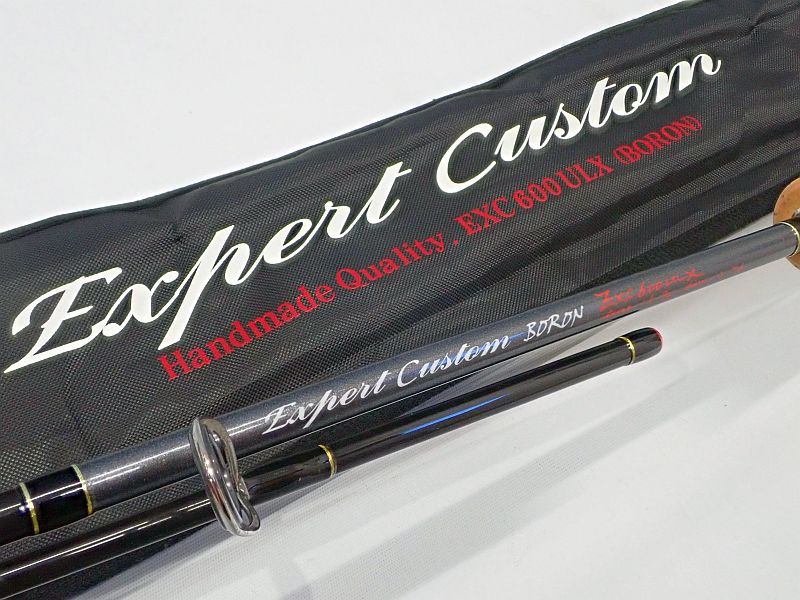 Expert Custom
Handmade Quality. EXC600ULX (BORON)
Expert Custom BORON